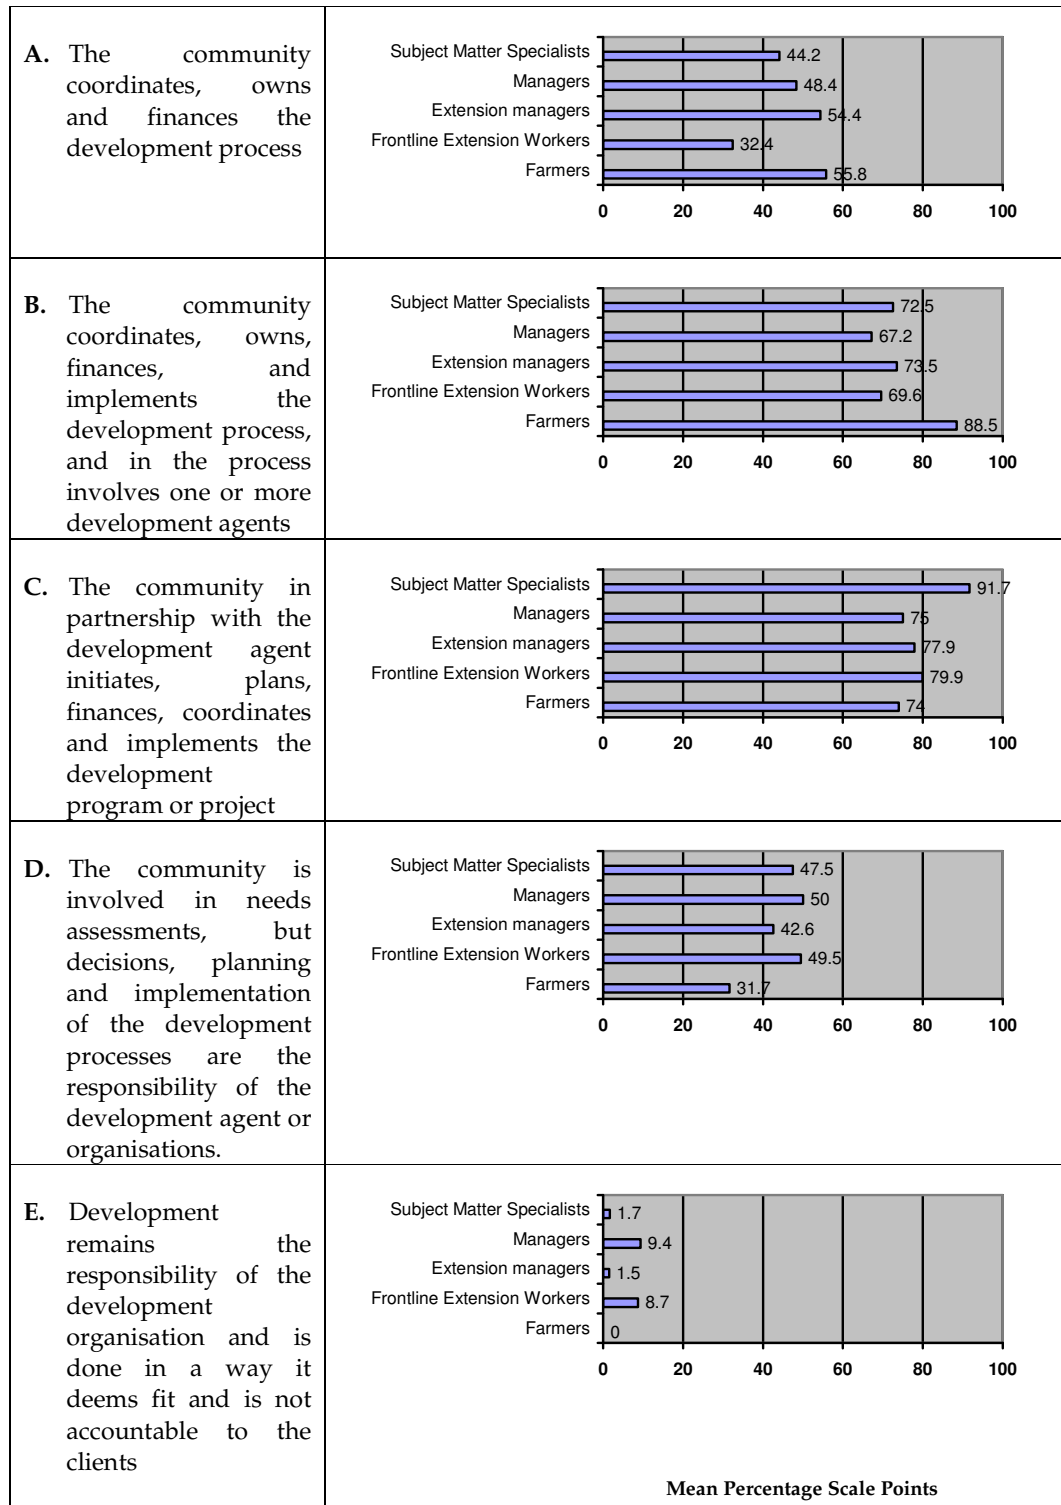 A. The community
coordinates, owns
and finances the
development process
Subject Matter Specialists 44.2
Managers 48.4
Extension managers 54.4
Frontline Extension Workers 32.4
Farmers 55.8
0 20 40 60 80 100
B. The community
coordinates, owns,
finances, and
implements the
development process,
and in the process
involves one or more
development agents
Subject Matter Specialists 72.5
Managers 67.2
Extension managers 73.5
Frontline Extension Workers 69.6
Farmers 88.5
0 20 40 60 80 100
C. The community in
partnership with the
development agent
initiates, plans,
finances, coordinates
and implements the
development
program or project
Subject Matter Specialists 91.7
Managers 75
Extension managers 77.9
Frontline Extension Workers 79.9
Farmers 74
0 20 40 60 80 100
D. The community is
involved in needs
assessments, but
decisions, planning
and implementation
of the development
processes are the
responsibility of the
development agent or
organisations.
Subject Matter Specialists 47.5
Managers 50
Extension managers 42.6
Frontline Extension Workers 49.5
Farmers 31.7
0 20 40 60 80 100
E. Development
remains the
responsibility of the
development
organisation and is
done in a way it
deems fit and is not
accountable to the
clients
Subject Matter Specialists 1.7
Managers 9.4
Extension managers 1.5
Frontline Extension Workers 8.7
Farmers 0
0 20 40 60 80 100
Mean Percentage Scale Points